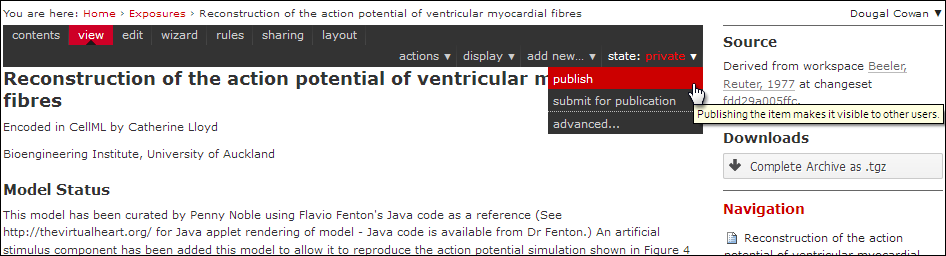 You are here: Home › Exposures › Reconstruction of the action potential of ventricular myocardial fibres
Dougal Cowan ▼
contents view edit wizard rules sharing layout
actions ▼ display ▼ add new... ▼ state: private ▼
publish
submit for publication
advanced...
Publishing the item makes it visible to other users.
Reconstruction of the action potential of ventricular m
fibres
Encoded in CellML by Catherine Lloyd
Bioengineering Institute, University of Auckland
Model Status
This model has been curated by Penny Noble using Flavio Fenton's Java code as a reference (See
http://thevirtualheart.org/ for Java applet rendering of model - Java code is available from Dr Fenton.) An artificial
stimulus component has been added this model to allow it to reproduce the action potential simulation shown in Figure 4
Source
Derived from workspace Beeler,
Reuter, 1977 at changeset
fdd29a005ffc.
Downloads
Complete Archive as .tgz
Navigation
Reconstruction of the action
potential of ventricular myocardial